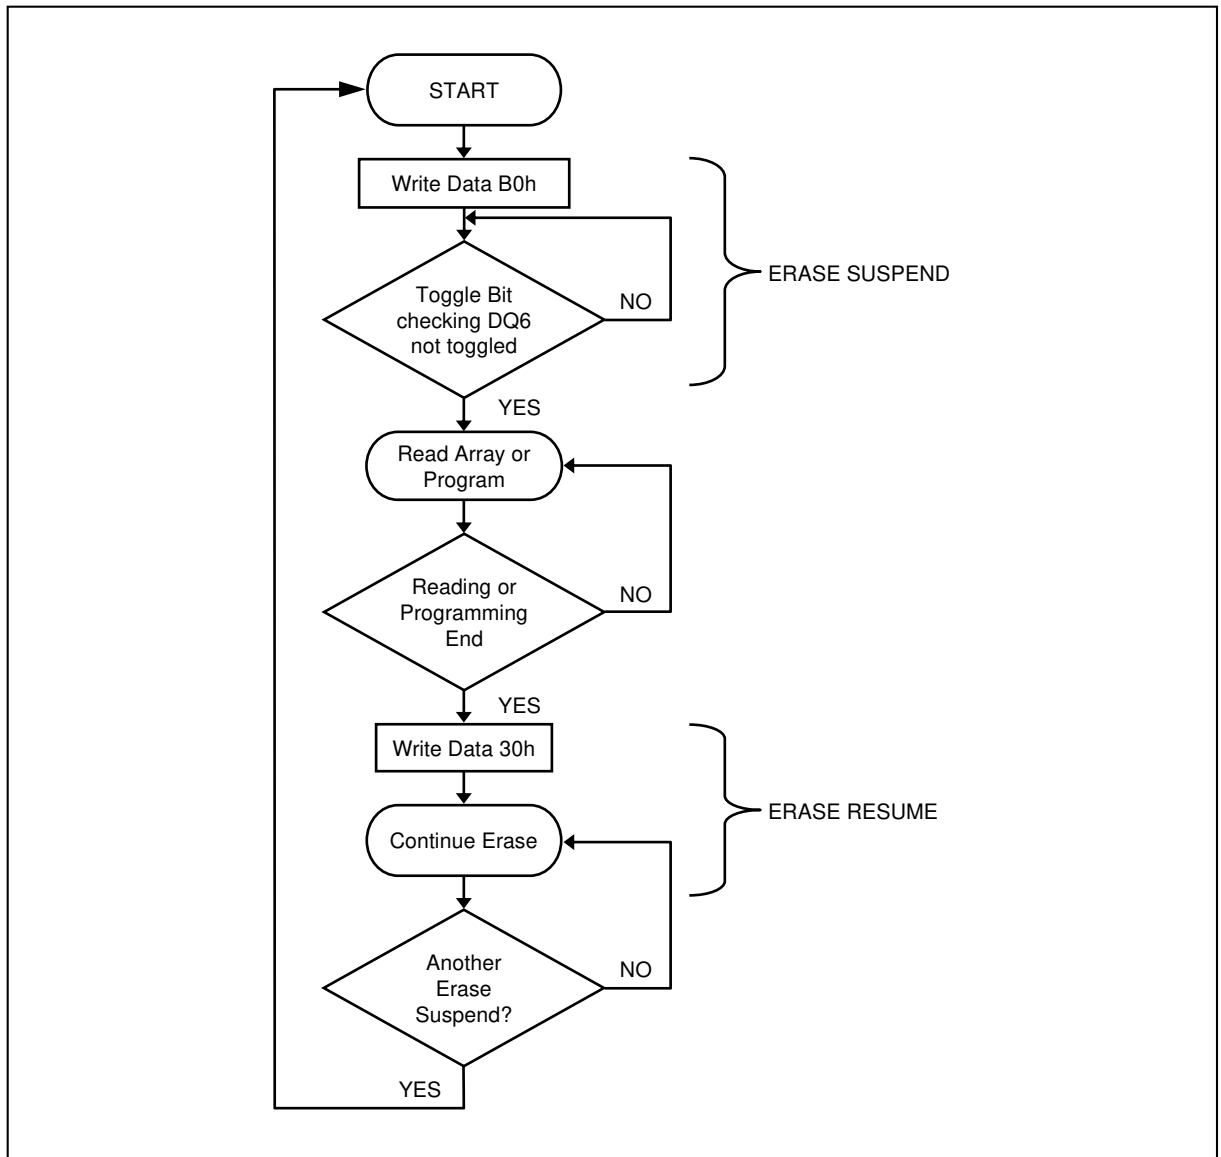 START
Write Data B0h
ERASE SUSPEND
Toggle Bit
checking DQ6
not toggled
NO
YES
Read Array or
Program
Reading or
Programming
End
NO
YES
Write Data 30h
ERASE RESUME
Continue Erase
Another
Erase
Suspend?
NO
YES